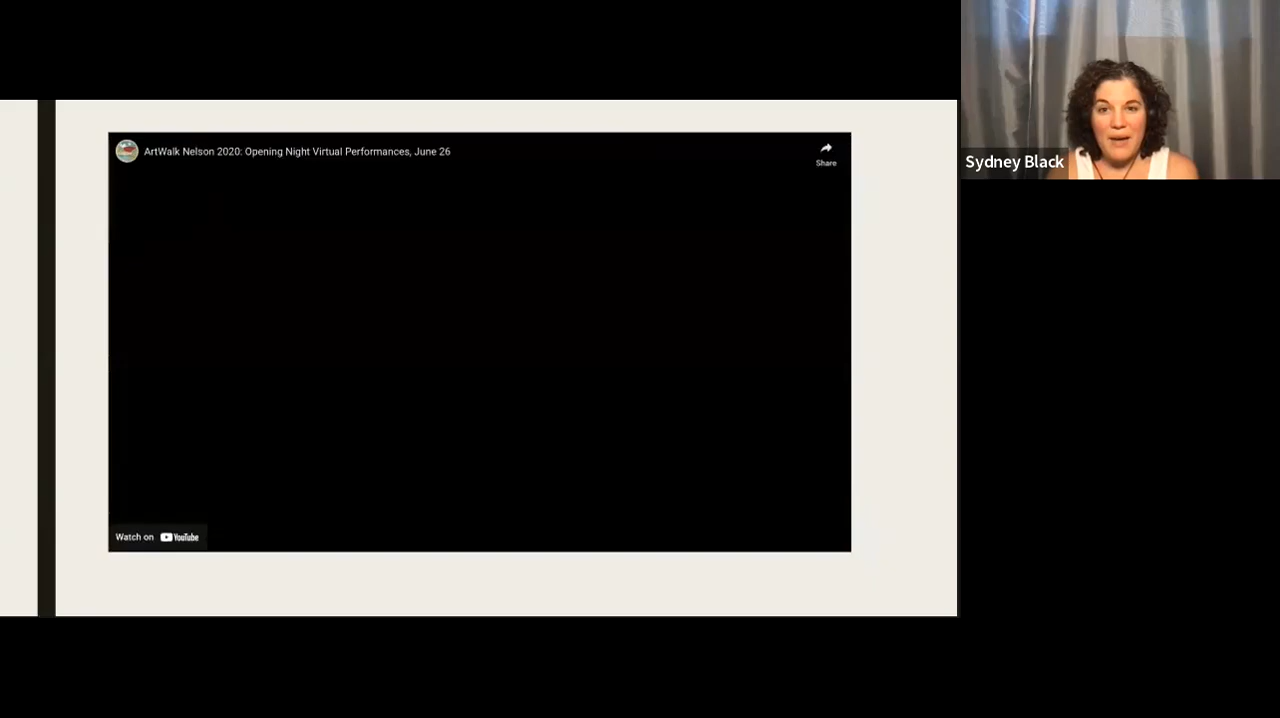 ArtWalk Nelson 2020: Opening Night Virtual Performances, June 26
Share
Sydney Black
Watch on YouTube